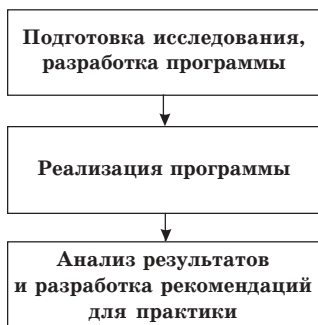 Подготовка исследования,
разработка программы
Реализация программы
Анализ результатов
и разработка рекомендаций
для практики